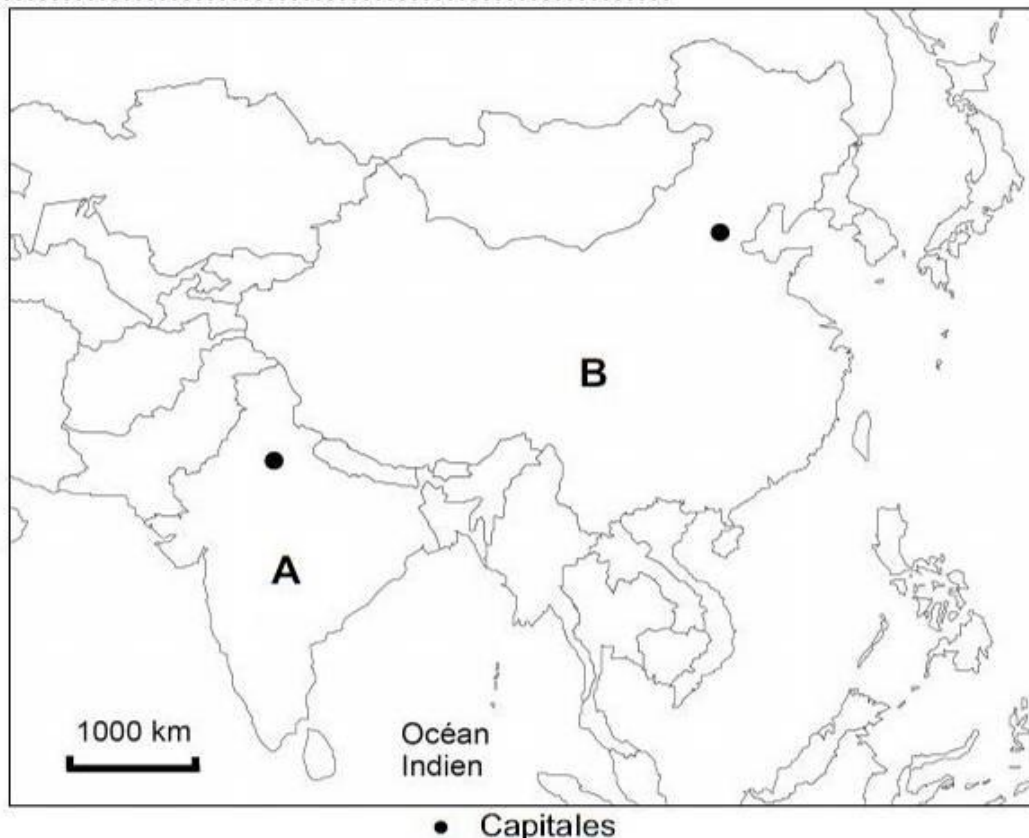 B
A
1000 km
Océan
Indien
● Capitales